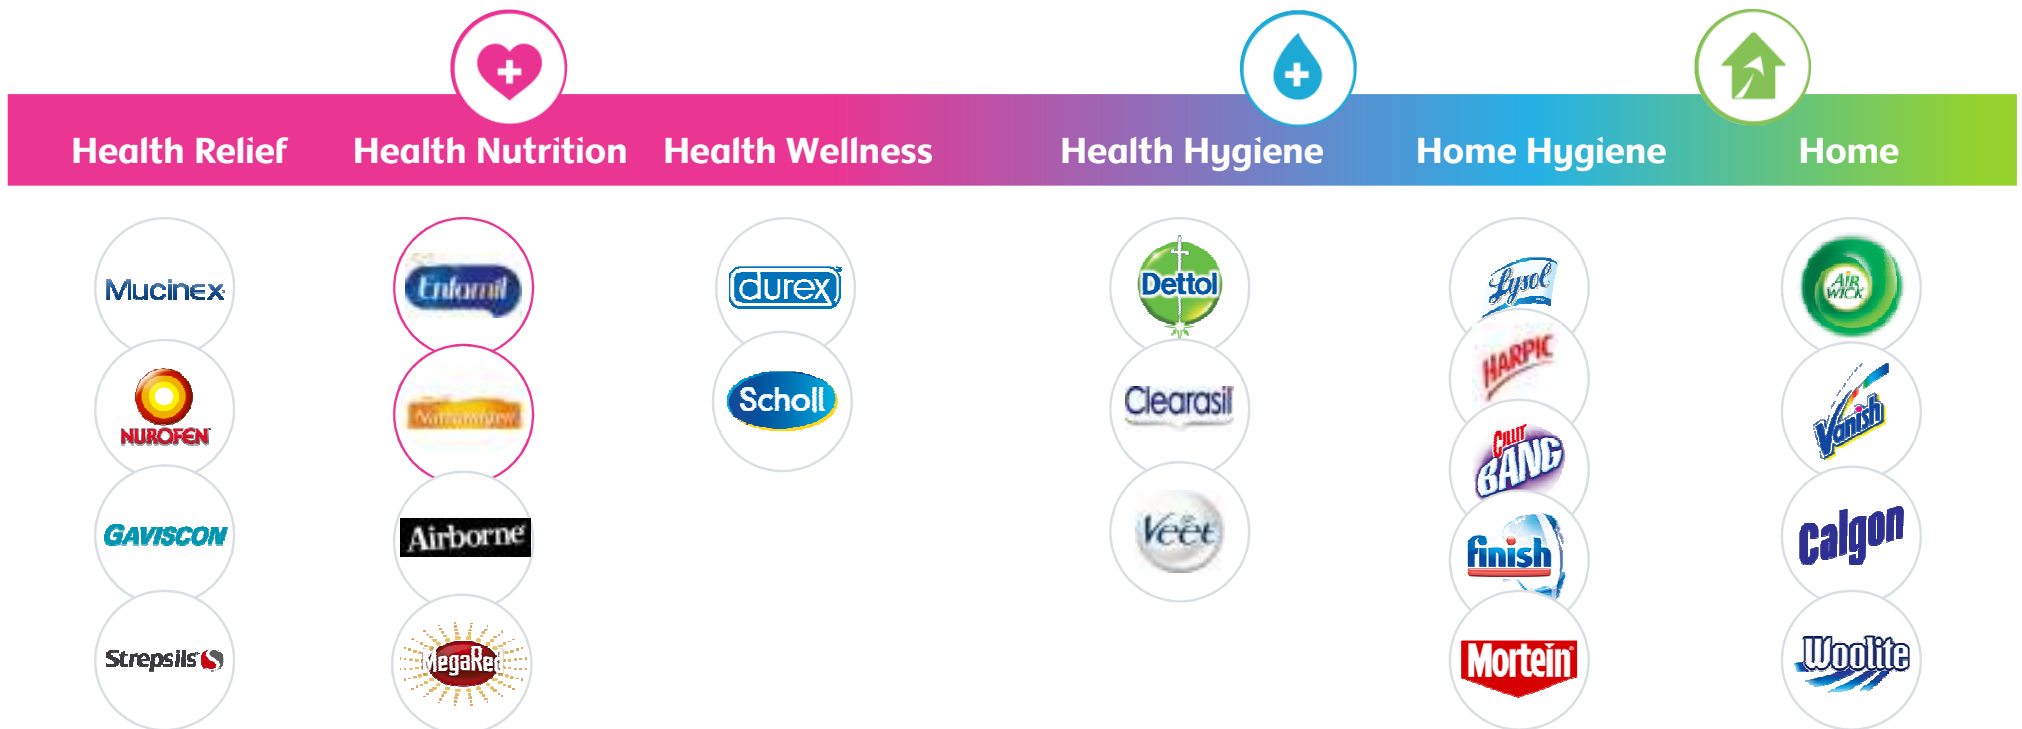 Health Relief
Health Nutrition
Health Wellness
Health Hygiene
Home Hygiene
Home
Mucinex
NUROFEN
GAVISCON
Strepsils
Enfamil
Nutramigen
Airborne
MegaRed
durex
Scholl
Dettol
Clearasil
Veet
Lysol
HARPIC
CILLIT
BANG
finish
Mortein
AIR
WICK
Vanish
Calgon
Woolite